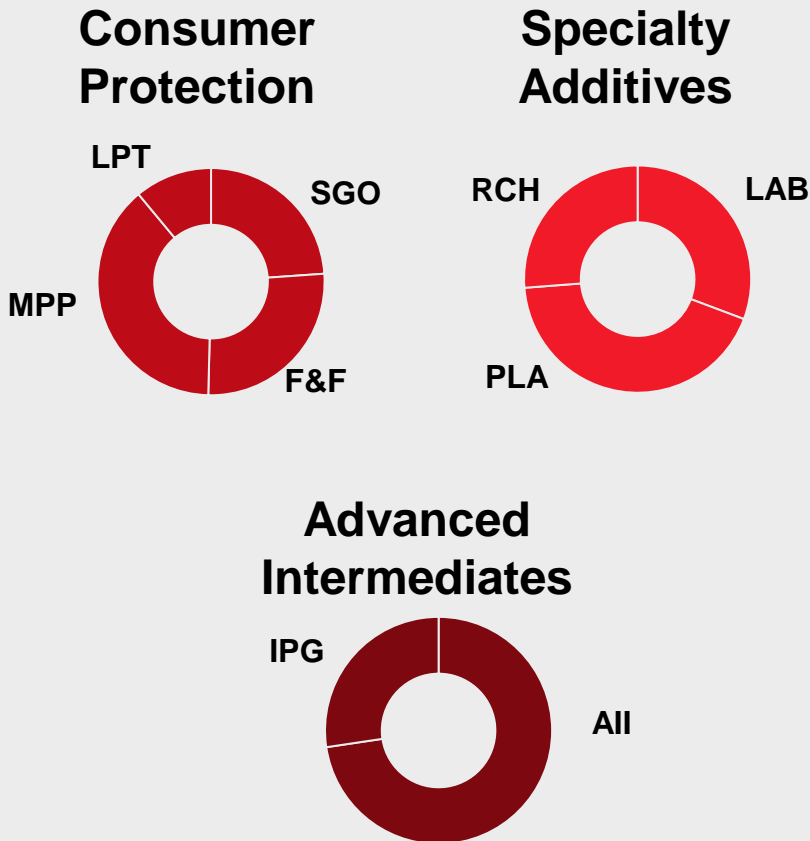 Consumer
Protection
Specialty
Additives
LPT
SGO
MPP
F&F
RCH
LAB
PLA
Advanced
Intermediates
IPG
AII